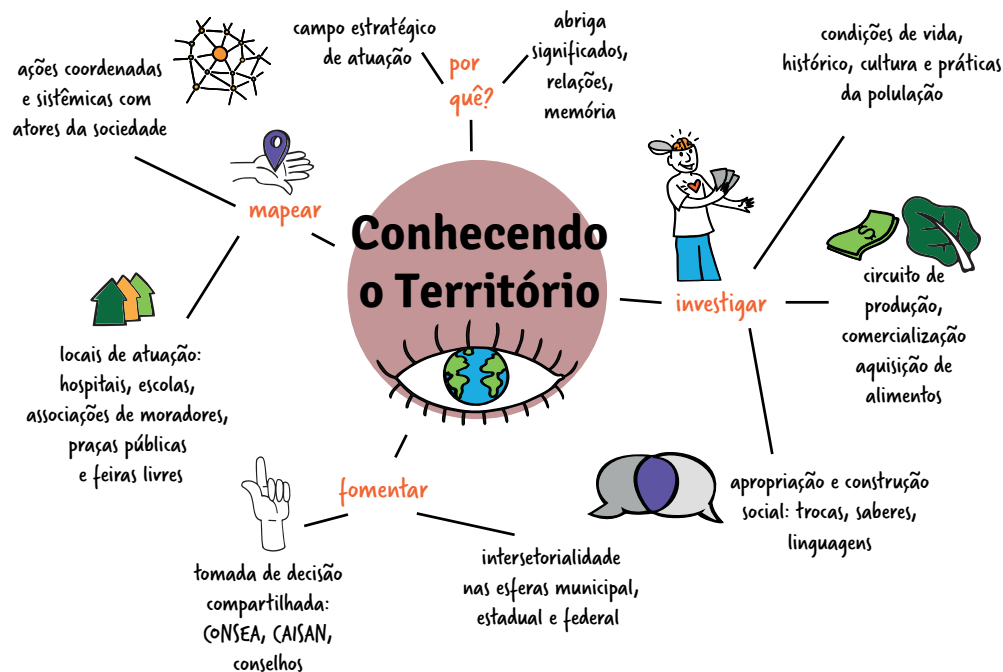 Conhecendo
o Território
por
quê?
campo estratégico
de atuação
abriga
significados,
relações,
memória
mapear
ações coordenadas
e sistêmicas com
atores da sociedade
locais de atuação:
hospitais, escolas,
associações de moradores,
praças públicas
e feiras livres
fomentar
tomada de decisão
compartilhada:
CONSEA, CAISAN,
conselhos
intersetorialidade
nas esferas municipal,
estadual e federal
investigar
condições de vida,
histórico, cultura e práticas
da polulação
circuito de
produção,
comercialização
aquisição de
alimentos
apropriação e construção
social: trocas, saberes,
linguagens